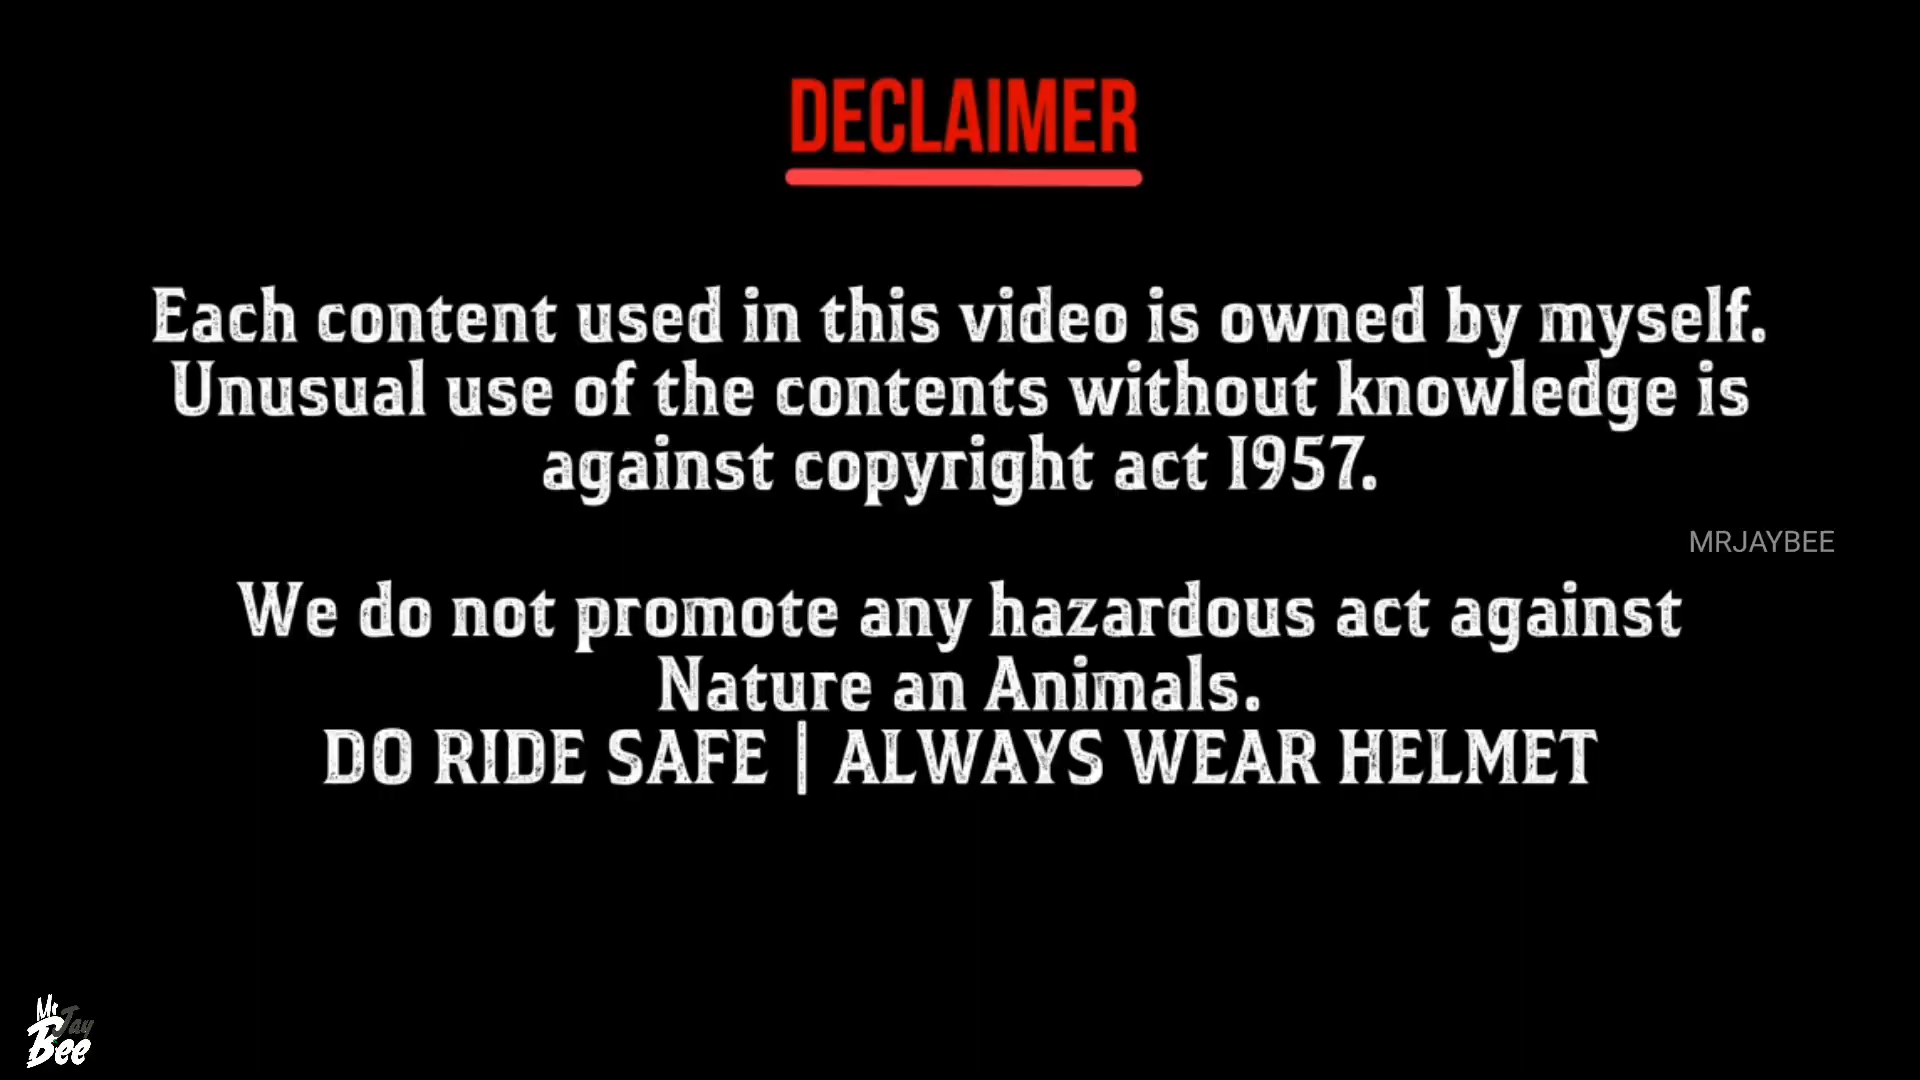 DECLAIMER
Each content used in this video is owned by myself.
Unusual use of the contents without knowledge is
against copyright act 1957.
MRJAYBEE
We do not promote any hazardous act against
Nature an Animals.
DO RIDE SAFE | ALWAYS WEAR HELMET
Mr Jay
Bee